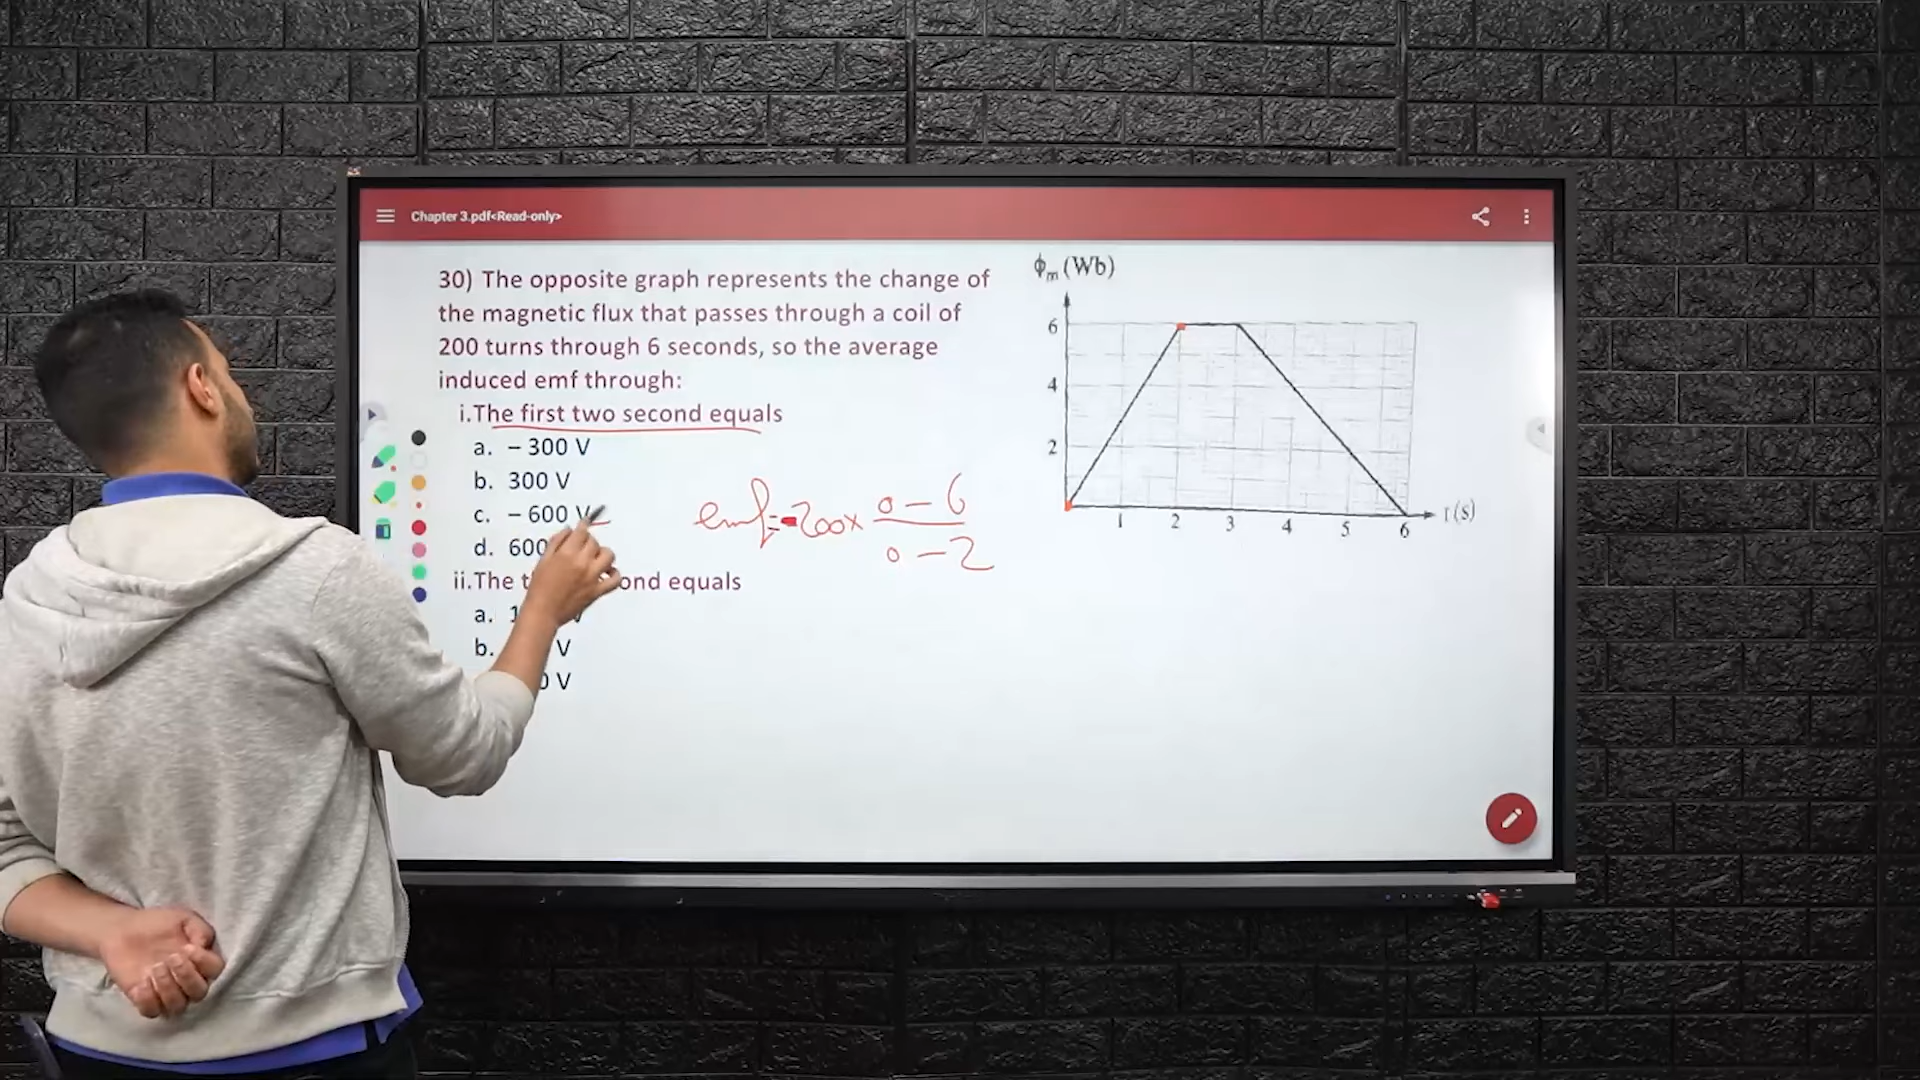 Chapter 3.pdf<Read-only>
30) The opposite graph represents the change of
the magnetic flux that passes through a coil of
200 turns through 6 seconds, so the average
induced emf through:
i.The first two second equals
a. – 300 V
b. 300 V
c. – 600 V
d. 600
ii.The equals
a.
b. V
V
emf=-200x 0 – 6
0 – 2
ϕm (Wb)
6
4
2
1 2 3 4 5 6 t(s)